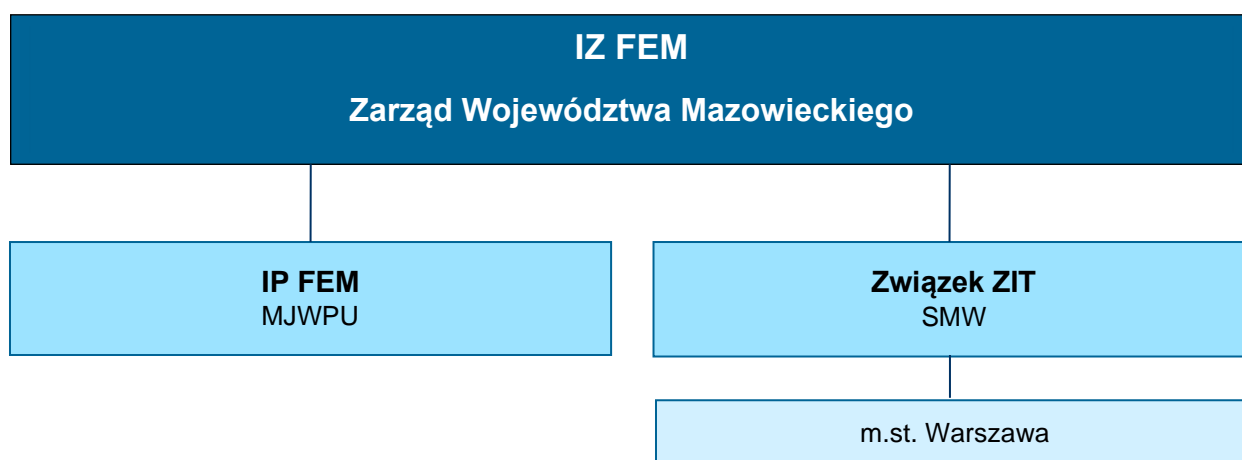 IZ FEM
Zarząd Województwa Mazowieckiego
IP FEM
MJWPU
Związek ZIT
SMW
m.st. Warszawa